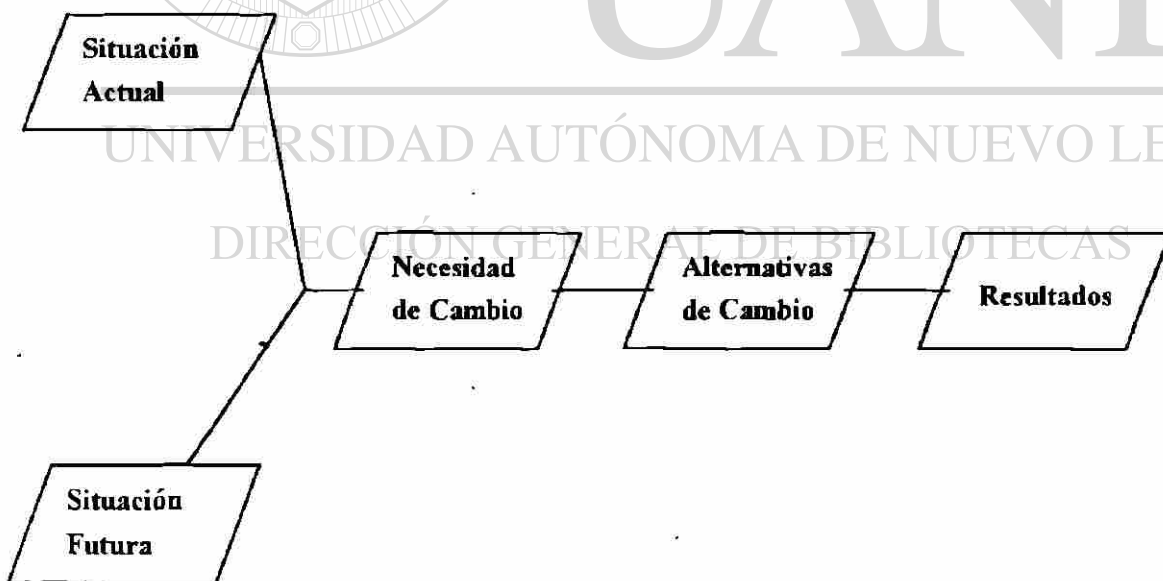 Situación
Actual
UNIVERSIDAD AUTÓNOMA DE NUEVO
DIRECCIÓN GENERAL DE BIBLIOTECAS
Necesidad
de Cambio
Alternativas
de Cambio
Resultados
Situación
Futura